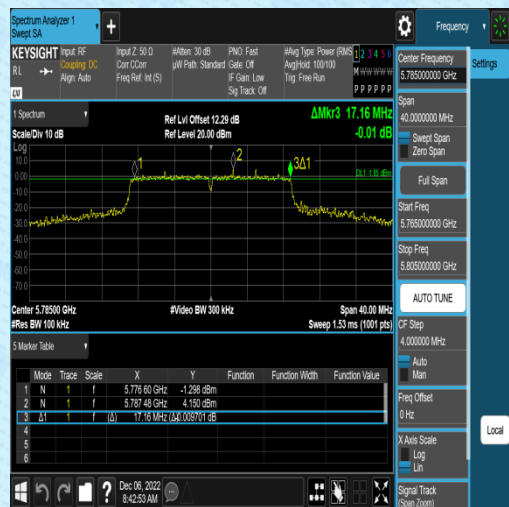 Spectrum Analyzer 1
Swept SA
+
Frequency
KEYSIGHT
RL
Input: RF
Coupling: DC
Align: Auto
Input Z: 50 Ω
Corr CCorr
Freq Ref: Int (S)
#Atten: 30 dB
µW Path: Standard
PNO: Fast
Gate: Off
IF Gain: Low
Sig Track: Off
#Avg Type: Power (RMS
Avg|Hold: 100/100
Trig: Free Run
1 2 3 4 5 6
M W W W W W
P P P P P P
Settings
1 Spectrum
Scale/Div 10 dB
Ref Lvl Offset 12.29 dB
Ref Level 20.00 dBm
ΔMkr3 17.16 MHz
-0.01 dB
Log
10.0
0.00
-10.0
-20.0
-30.0
-40.0
-50.0
-60.0
-70.0
1
2
3Δ1
DL1 -1.85 dBm
Center 5.78500 GHz
#Res BW 100 kHz
#Video BW 300 kHz
Span 40.00 MHz
Sweep 1.53 ms (1001 pts)
5 Marker Table
Mode Trace Scale X Y Function Function Width Function Value
1 N 1 f 5.776 60 GHz -1.298 dBm
2 N 1 f 5.787 48 GHz 4.150 dBm
3 Δ1 1 f (Δ) 17.16 MHz (Δ) -0.009701 dB
4
5
6
Dec 06, 2022
8:42:53 AM
Center Frequency
5.785000000 GHz
Span
40.0000000 MHz
Swept Span
Zero Span
Full Span
Start Freq
5.765000000 GHz
Stop Freq
5.805000000 GHz
AUTO TUNE
CF Step
4.000000 MHz
Auto
Man
Freq Offset
0 Hz
X Axis Scale
Log
Lin
Signal Track
(Span Zoom)
Local